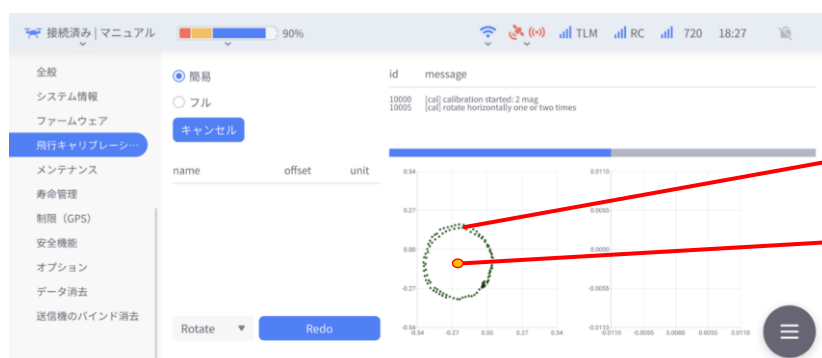 接続済み | マニュアル
90%
TLM
RC
720
18:27
全般
システム情報
ファームウェア
飛行キャリブレーシ…
メンテナンス
寿命管理
制限（GPS）
安全機能
オプション
データ消去
送信機のバインド消去
簡易
フル
キャンセル
name offset unit
Rotate ▼
Redo
id message
10000 [cal] calibration started: 2 mag
10005 [cal] rotate horizontally one or two times
0.54
0.27
0.00
-0.27
-0.54
-0.54 -0.27 0.00 0.27 0.54
0.0110
0.0055
0.0000
-0.0055
-0.0110
-0.0110 -0.0055 0.0000 0.0055 0.0110